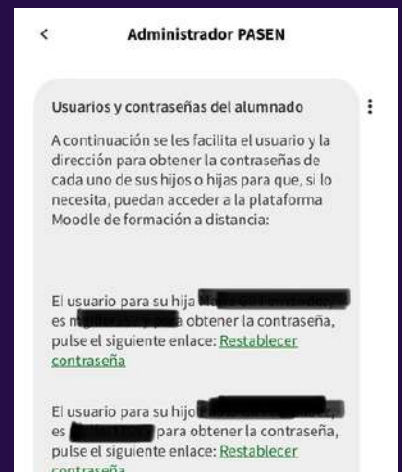 Administrador PASEN
Usuarios y contraseñas del alumnado
A continuación se les facilita el usuario y la
dirección para obtener la contraseñas de
cada uno de sus hijos o hijas para que, si lo
necesita, puedan acceder a la plataforma
Moodle de formación a distancia:
El usuario para su hija
es obtener la contraseña,
pulse el siguiente enlace: Restablecer
contraseña
El usuario para su hijo
es para obtener la contraseña,
pulse el siguiente enlace: Restablecer
contraseña